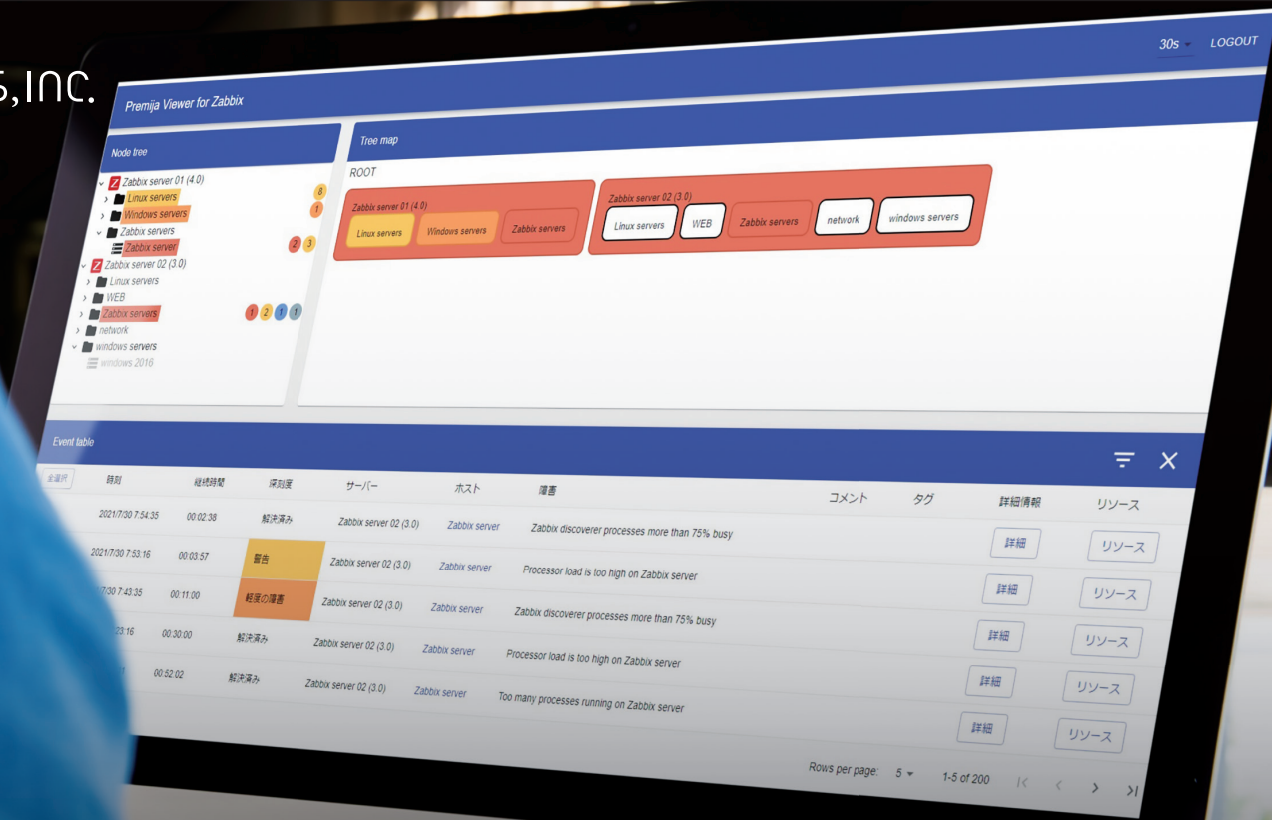 S,INC.
30s LOGOUT
Premija Viewer for Zabbix
Node tree
Zabbix server 01 (4.0)
Linux servers 8
Windows servers 1
Zabbix servers
Zabbix server 2 3
Zabbix server 02 (3.0)
Linux servers
WEB
Zabbix servers 1 2 1 1
network
windows servers
windows 2016
Tree map
ROOT
Zabbix server 01 (4.0)
Linux servers Windows servers Zabbix servers
Zabbix server 02 (3.0)
Linux servers WEB Zabbix servers network windows servers
Event table
全選択 時刻 継続時間 深刻度 サーバー ホスト 障害 コメント タグ 詳細情報 リソース
2021/7/30 7:54:35 00:02:38 解決済み Zabbix server 02 (3.0) Zabbix server Zabbix discoverer processes more than 75% busy 詳細 リソース
2021/7/30 7:53:16 00:03:57 警告 Zabbix server 02 (3.0) Zabbix server Processor load is too high on Zabbix server 詳細 リソース
7/30 7:43:35 00:11:00 軽度の障害 Zabbix server 02 (3.0) Zabbix server Zabbix discoverer processes more than 75% busy 詳細 リソース
23:16 00:30:00 解決済み Zabbix server 02 (3.0) Zabbix server Processor load is too high on Zabbix server 詳細 リソース
00:52:02 解決済み Zabbix server 02 (3.0) Zabbix server Too many processes running on Zabbix server 詳細 リソース
Rows per page: 5 1-5 of 200